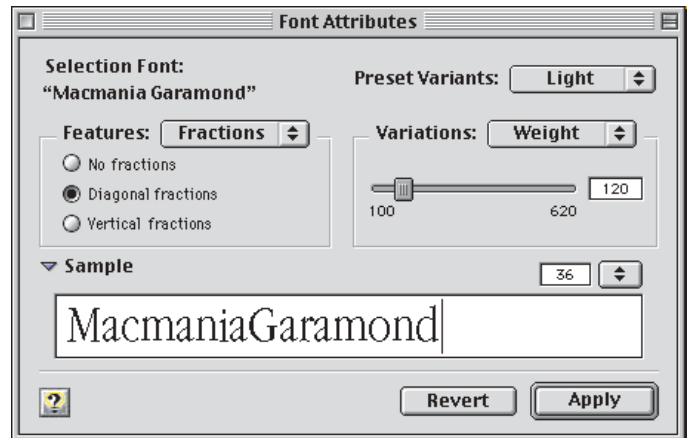 Font Attributes
Selection Font:
“Macmania Garamond”
Preset Variants: Light
Features: Fractions
No fractions
Diagonal fractions
Vertical fractions
Variations: Weight
120
100 620
Sample
36
MacmaniaGaramond
?
Revert Apply